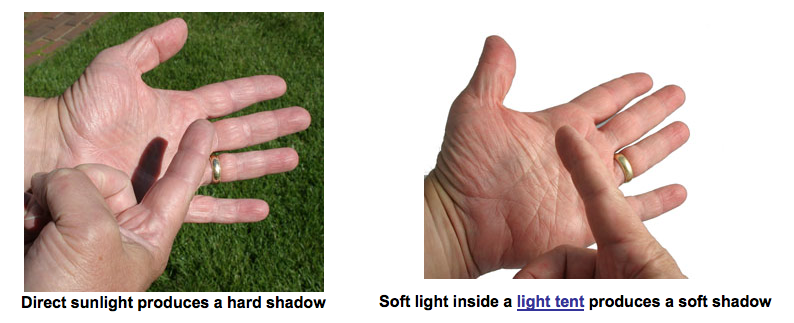 Direct sunlight produces a hard shadow
Soft light inside a light tent produces a soft shadow